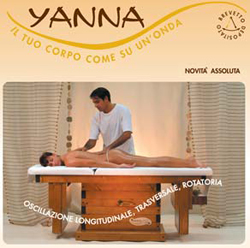 YANNA
IL TUO CORPO COME SU UN'ONDA
BREVETTO DEPOSITATO
NOVITÀ ASSOLUTA
OSCILLAZIONE LONGITUDINALE, TRASVERSALE, ROTATORIA